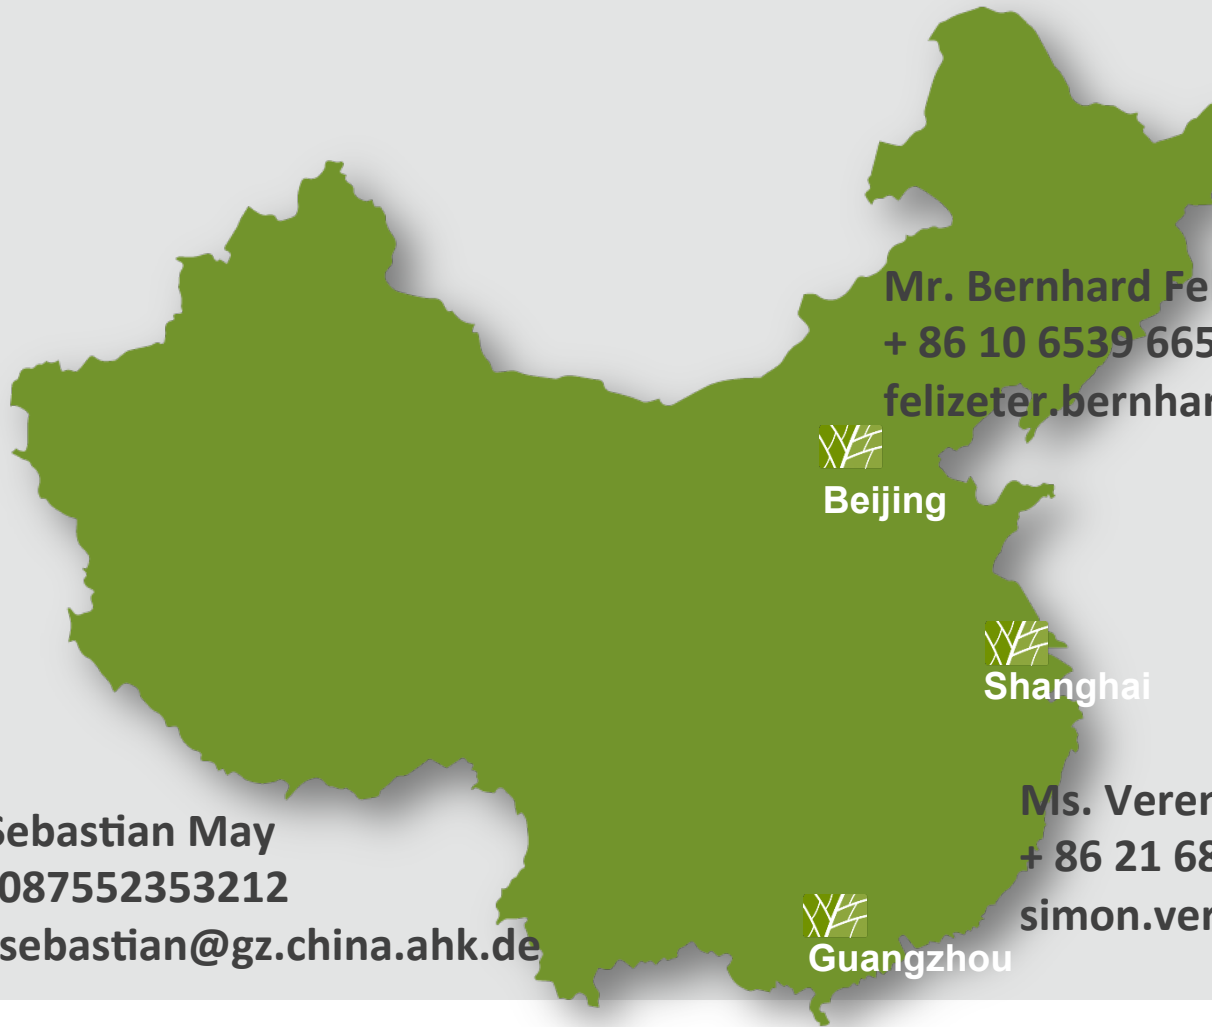 Mr. Bernhard Fe
+ 86 10 6539 665
felizeter.bernhar
Beijing
Shanghai
Ms. Veren
+ 86 21 68
simon.ver
Sebastian May
087552353212
sebastian@gz.china.ahk.de
Guangzhou